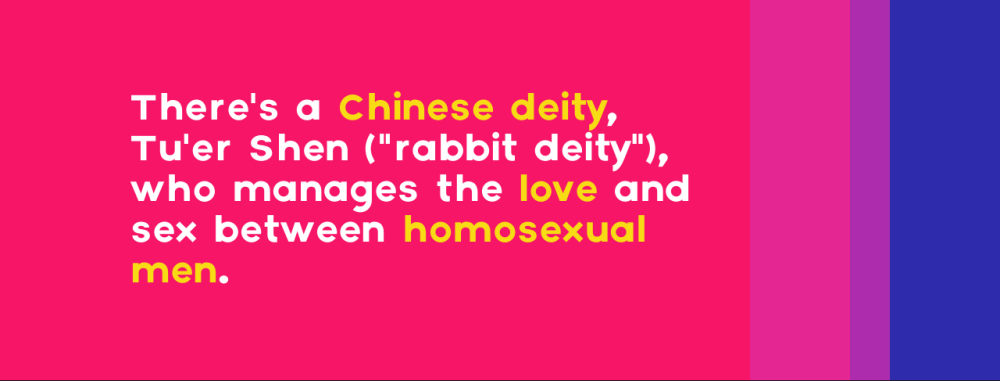 There's a Chinese deity,
Tu'er Shen ("rabbit deity"),
who manages the love and
sex between homosexual
men.